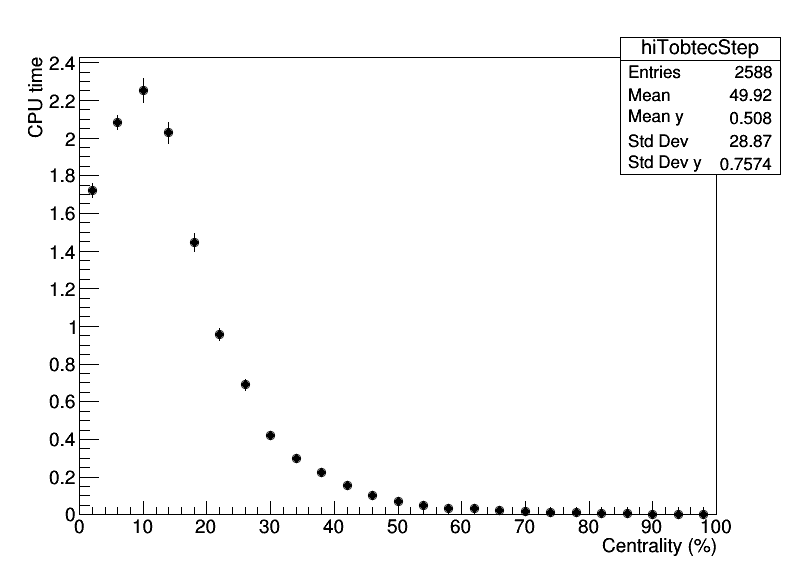 hiTobtecStep
Entries 2588
Mean 49.92
Mean y 0.508
Std Dev 28.87
Std Dev y 0.7574
CPU time
2.4
2.2
2
1.8
1.6
1.4
1.2
1
0.8
0.6
0.4
0.2
0
0 10 20 30 40 50 60 70 80 90 100
Centrality (%)